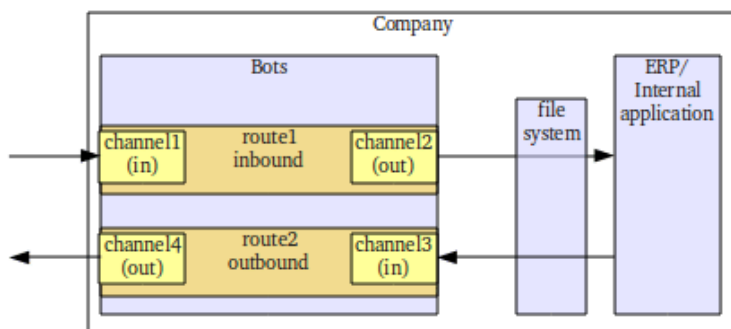 Company
Bots
ERP/
Internal
application
file
system
channel1
(in)
route1
inbound
channel2
(out)
channel4
(out)
route2
outbound
channel3
(in)